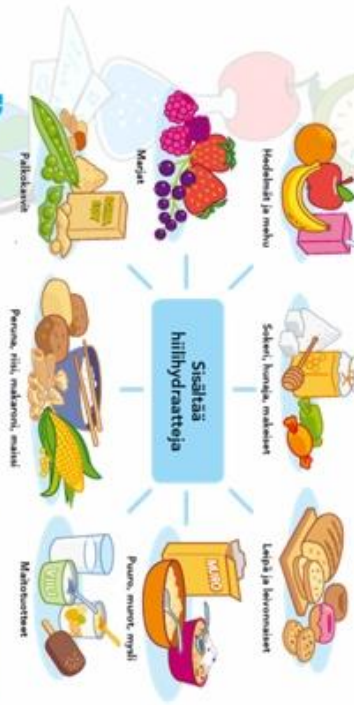 Hedelmät ja mehu
Sokeri, hunaja, makeiset
Leipä ja leivonnaiset
Marjat
Sisältää
hiilihydraatteja
Puuro, murot, mysli
MURO
Palkokasvit
Peruna, riisi, makaroni, maissi
Maitotuotteet
VIILI